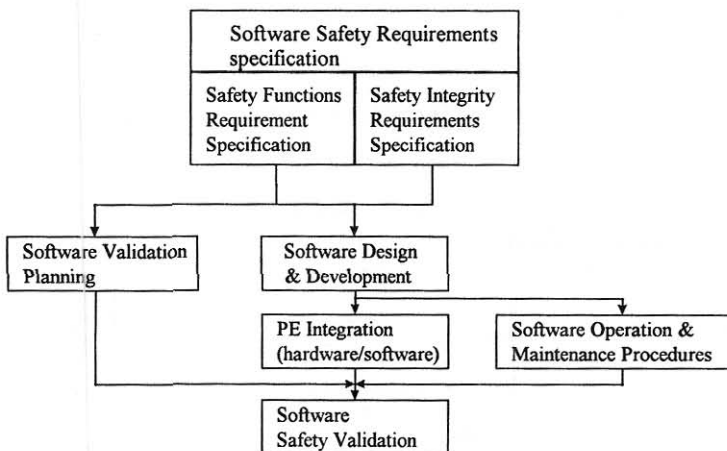 Software Safety Requirements
specification
Safety Functions
Requirement
Specification
Safety Integrity
Requirements
Specification
Software Validation
Planning
Software Design
& Development
PE Integration
(hardware/software)
Software Operation &
Maintenance Procedures
Software
Safety Validation